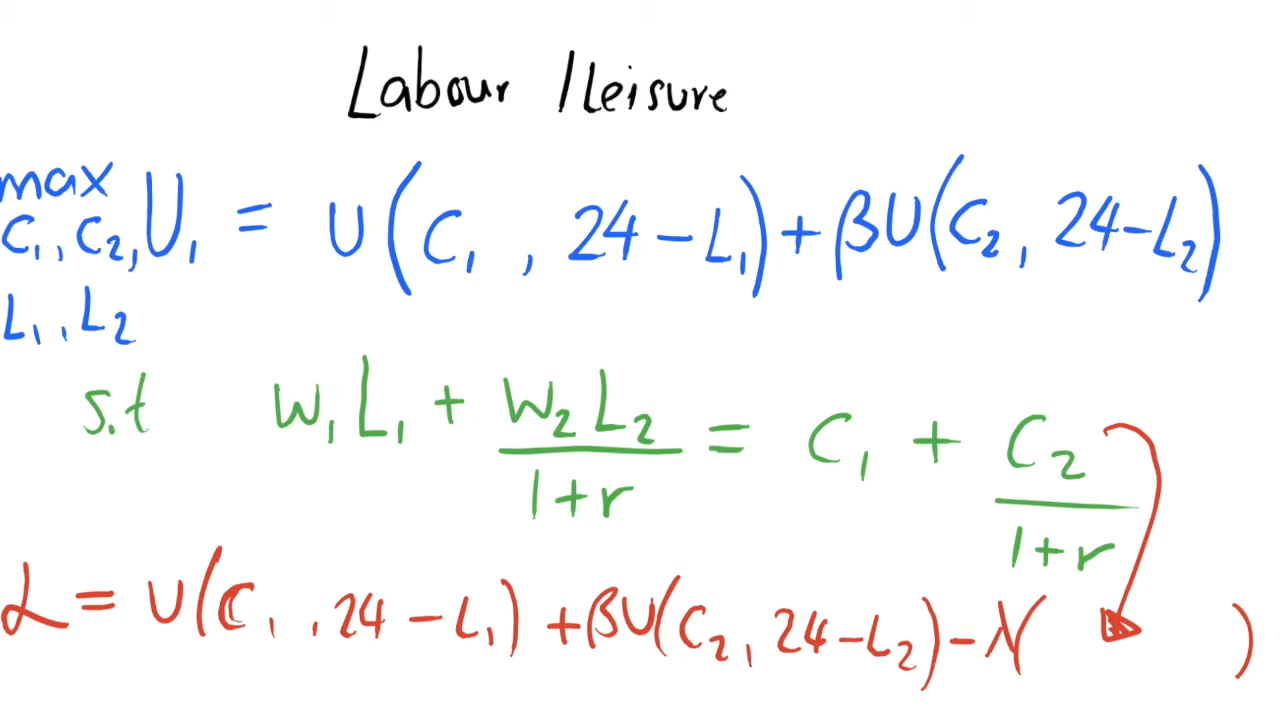 Labour / Leisure
max U₁ = U(C₁, 24-L₁) + βU(C₂, 24-L₂)
C₁, C₂,
L₁, L₂
s.t W₁L₁ + W₂L₂/1+r = C₁ + C₂/1+r
ℒ = U(C₁, 24-L₁) + βU(C₂, 24-L₂) - λ( )